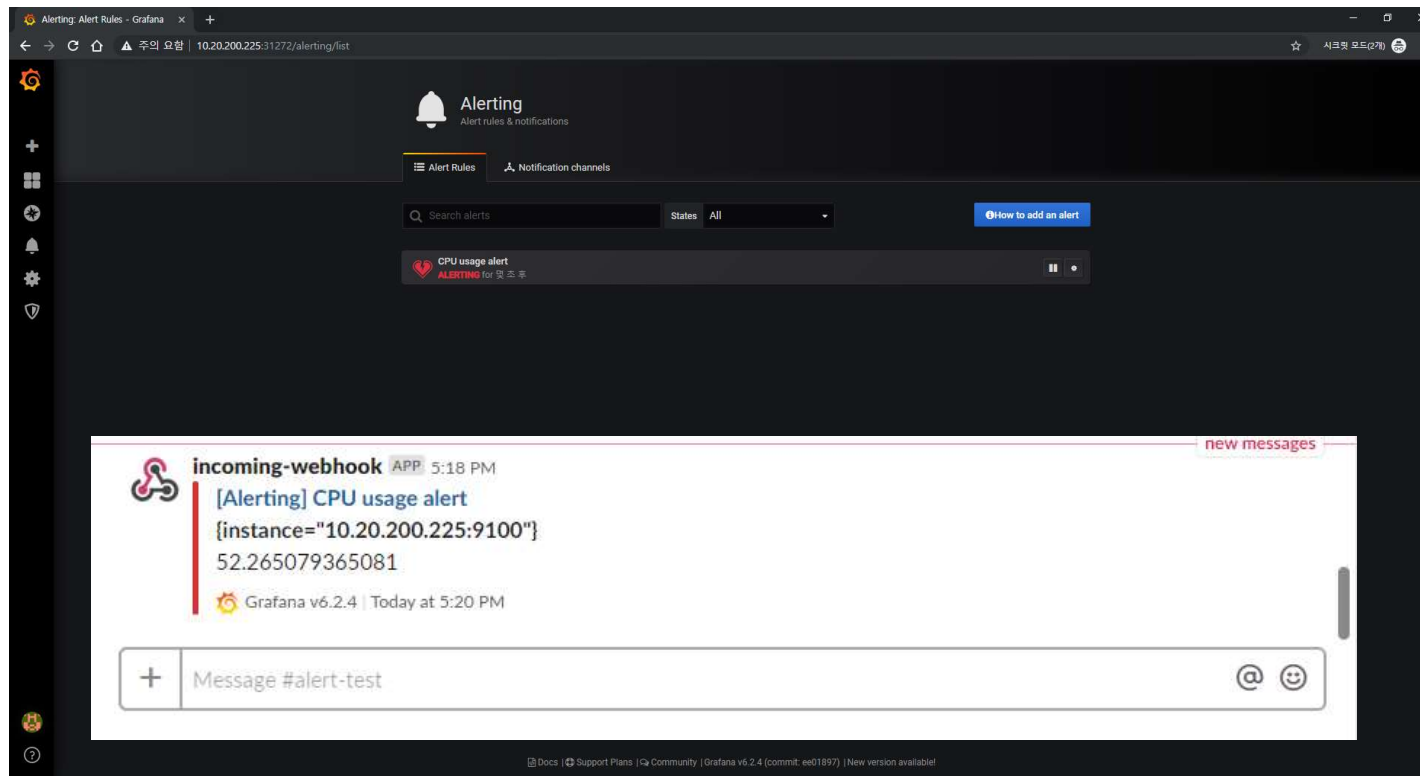 Alerting: Alert Rules - Grafana
주의 요함 | 10.20.200.225:31272/alerting/list
시크릿 모드(2개)
Alerting
Alert rules & notifications
Alert Rules
Notification channels
Search alerts
States All
How to add an alert
CPU usage alert
ALERTING for 몇 초 후
new messages
incoming-webhook APP 5:18 PM
[Alerting] CPU usage alert
{instance="10.20.200.225:9100"}
52.265079365081
Grafana v6.2.4 | Today at 5:20 PM
Message #alert-test
Docs | Support Plans | Community | Grafana v6.2.4 (commit: ee01897) | New version available!